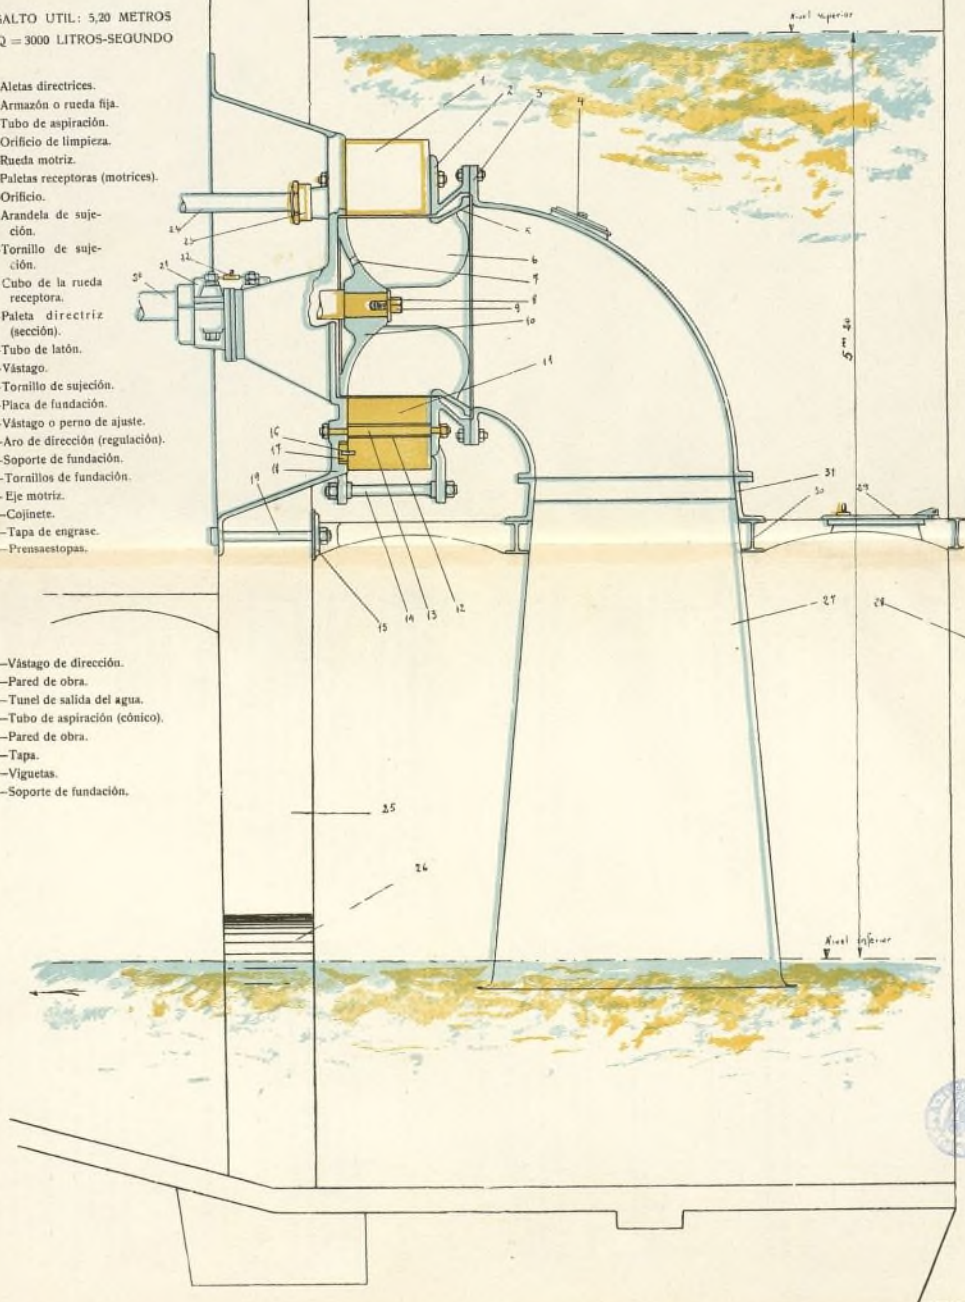 SALTO UTIL: 5,20 METROS
Q = 3000 LITROS-SEGUNDO
Aletas directrices.
Armazón o rueda fija.
Tubo de aspiración.
Orificio de limpieza.
Rueda motriz.
Paletas receptoras (motrices).
Orificio.
Arandela de suje-
ción.
Tornillo de suje-
ción.
Cubo de la rueda
receptora.
Paleta directriz
(sección).
Tubo de latón.
Vástago.
Tornillo de sujeción.
Placa de fundación.
Vástago o perno de ajuste.
Aro de dirección (regulación).
Soporte de fundación.
Tornillos de fundación.
Eje motriz.
Cojinete.
Tapa de engrase.
—Prensaestopas.
—Vástago de dirección.
—Pared de obra.
—Tunel de salida del agua.
—Tubo de aspiración (cónico).
—Pared de obra.
—Tapa.
—Viguetas.
—Soporte de fundación.
Nivel superior
1
2
3
4
5
6
7
8
9
10
11
24
23
22
21
20
5 m 20
16
17
18
19
31
30
29
15
14
13
12
27
28
25
26
Nivel inferior